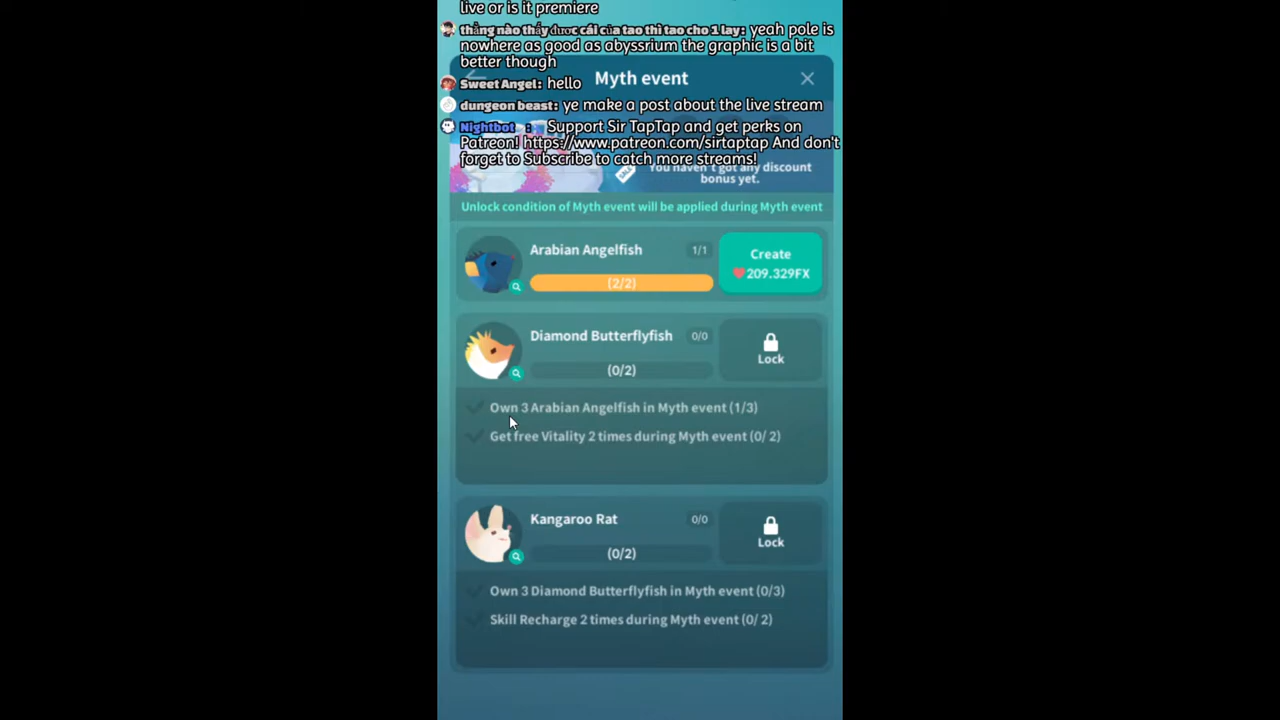 live or is it premiere
thằng nào thấy được cái của tao thì tao cho 1 lay: yeah pole is
nowhere as good as abyssrium the graphic is a bit
better though
Myth event
Sweet Angel: hello
dungeon beast: ye make a post about the live stream
Nightbot : Support Sir TapTap and get perks on
Patreon! https://www.patreon.com/sirtaptap And don't
forget to Subscribe to catch more streams!
You haven't got any discount
bonus yet.
Unlock condition of Myth event will be applied during Myth event
Arabian Angelfish 1/1
(2/2)
Create
209.329FX
Diamond Butterflyfish 0/0
(0/2)
Lock
Own 3 Arabian Angelfish in Myth event (1/3)
Get free Vitality 2 times during Myth event (0/ 2)
Kangaroo Rat 0/0
(0/2)
Lock
Own 3 Diamond Butterflyfish in Myth event (0/3)
Skill Recharge 2 times during Myth event (0/ 2)